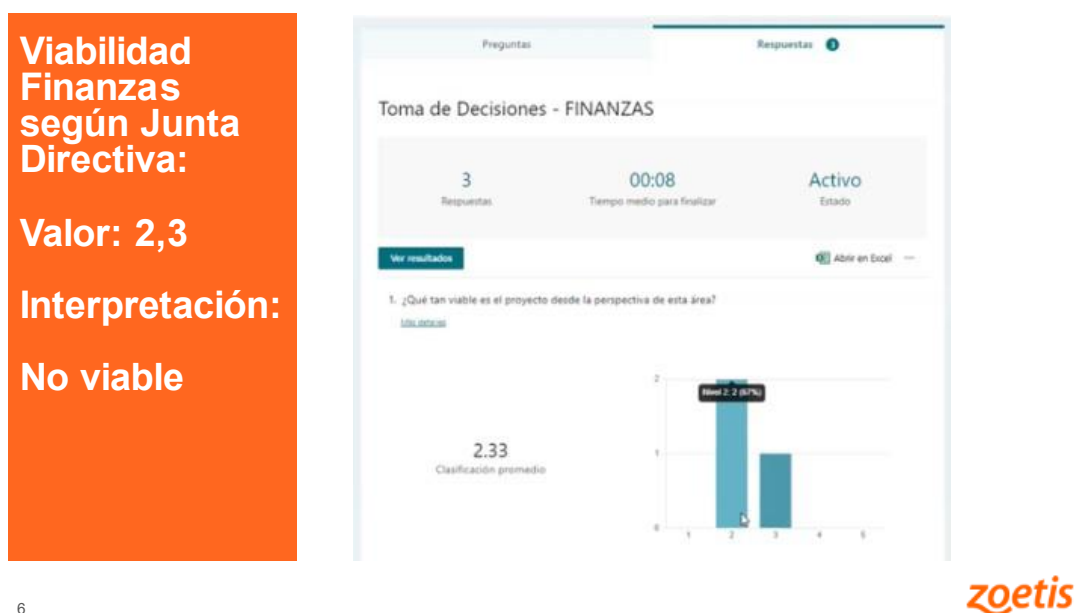 Viabilidad
Finanzas
según Junta
Directiva:
Valor: 2,3
Interpretación:
No viable
Preguntas
Respuestas 3
Toma de Decisiones - FINANZAS
3
Respuestas
00:08
Tiempo medio para finalizar
Activo
Estado
Ver resultados
Abrir en Excel ...
1. ¿Qué tan viable es el proyecto desde la perspectiva de esta área?
Más detalles
2.33
Clasificación promedio
2
Nivel 2: 2 (67%)
1
0
1 2 3 4 5
6
zoetis